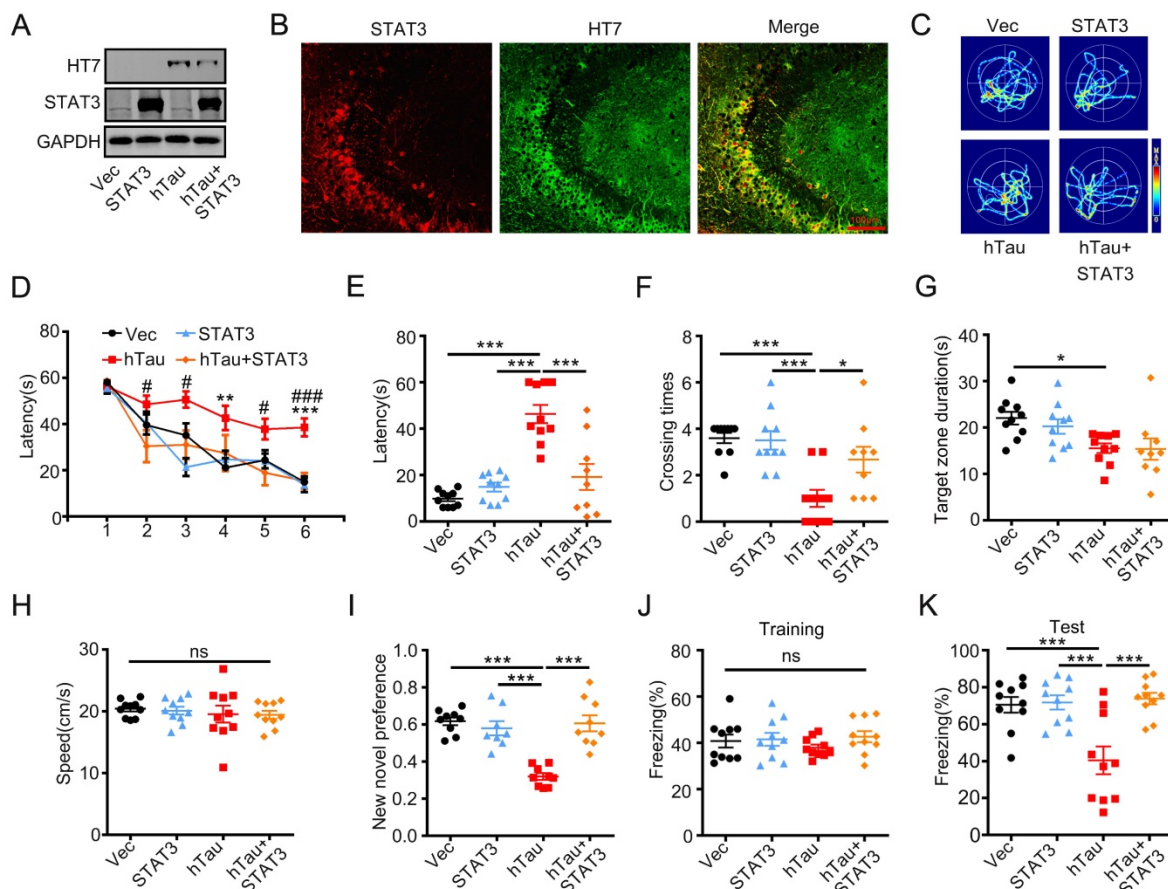 A
HT7
STAT3
GAPDH
Vec
STAT3
hTau
hTau+
STAT3
B
STAT3
HT7
Merge
100μm
C
Vec
STAT3
hTau
hTau+
STAT3
MAX
0
D
Vec
STAT3
hTau
hTau+STAT3
Latency(s)
60
40
20
0
80
# # ** # ###
***
1 2 3 4 5 6
E
Latency(s)
80
60
40
20
0
***
*** ***
Vec
STAT3
hTau
hTau+
STAT3
F
Crossing times
8
6
4
2
0
***
*** *
Vec
STAT3
hTau
hTau+
STAT3
G
Target zone duration(s)
40
30
20
10
0
*
Vec
STAT3
hTau
hTau+
STAT3
H
Speed(cm/s)
30
20
10
0
ns
Vec
STAT3
hTau
hTau+
STAT3
I
New novel preference
1.0
0.8
0.6
0.4
0.2
0.0
*** ***
***
Vec
STAT3
hTau
hTau+
STAT3
J
Training
Freezing(%)
80
60
40
20
0
ns
Vec
STAT3
hTau
hTau+
STAT3
K
Test
Freezing(%)
100
80
60
40
20
0
***
*** ***
Vec
STAT3
hTau
hTau+
STAT3